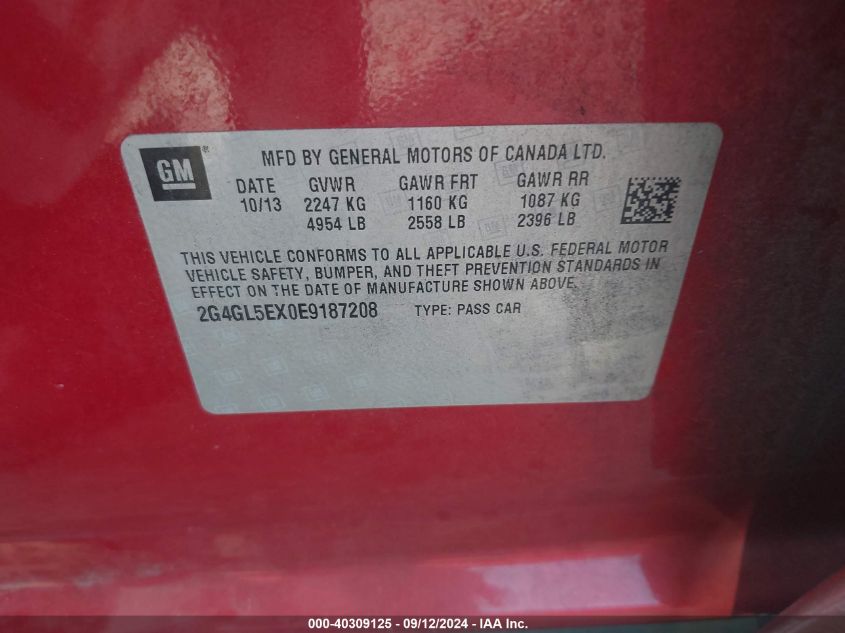 GM
MFD BY GENERAL MOTORS OF CANADA LTD.
DATE GVWR GAWR FRT GAWR RR
10/13 2247 KG 1160 KG 1087 KG
4954 LB 2558 LB 2396 LB
THIS VEHICLE CONFORMS TO ALL APPLICABLE U.S. FEDERAL MOTOR
VEHICLE SAFETY, BUMPER, AND THEFT PREVENTION STANDARDS IN
EFFECT ON THE DATE OF MANUFACTURE SHOWN ABOVE.
2G4GL5EX0E9187208 TYPE: PASS CAR
000-40309125 - 09/12/2024 - IAA Inc.